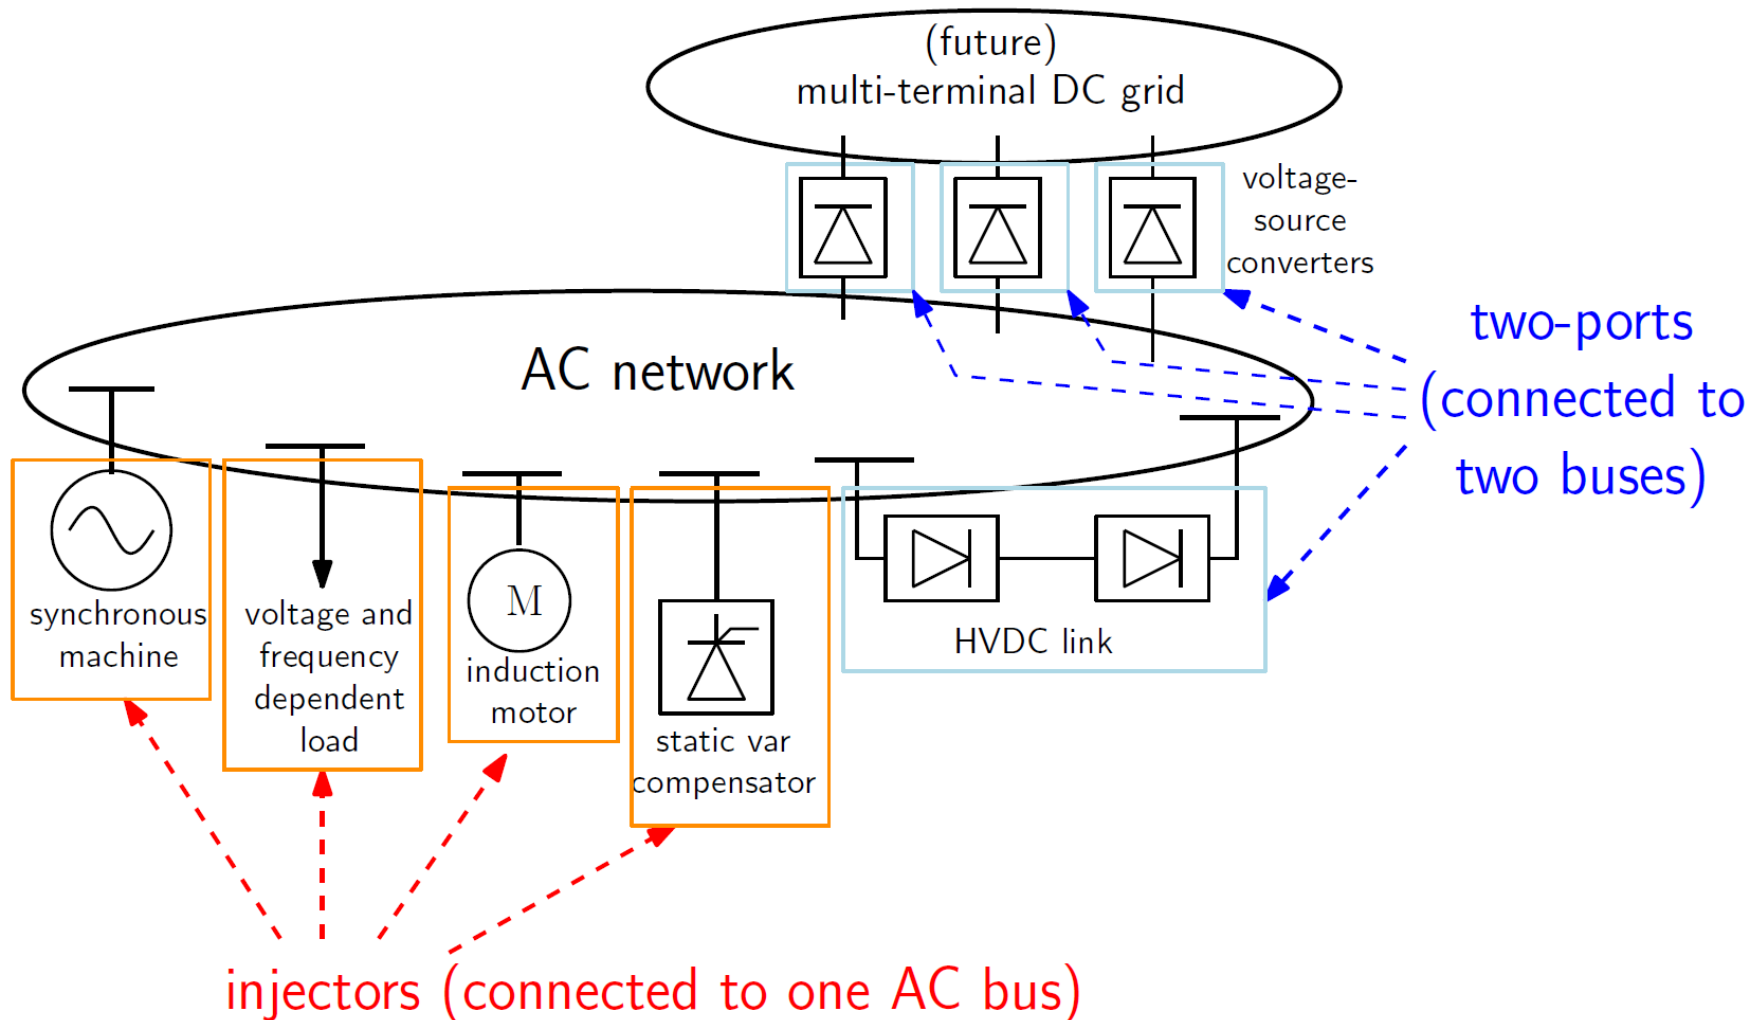 (future)
multi-terminal DC grid
voltage-
source
converters
two-ports
(connected to
two buses)
AC network
synchronous
machine
voltage and
frequency
dependent
load
M
induction
motor
static var
compensator
HVDC link
injectors (connected to one AC bus)